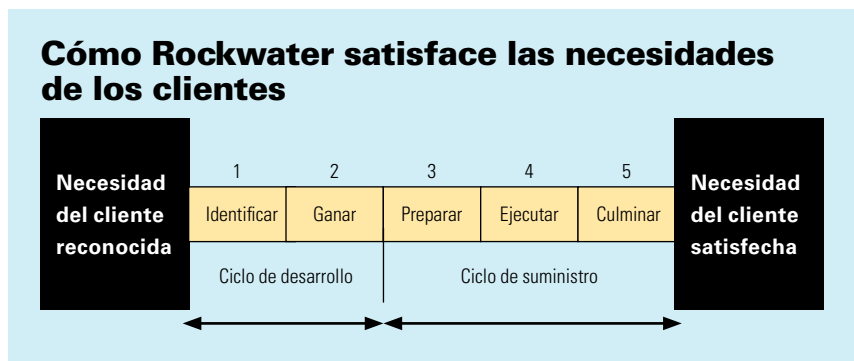 Cómo Rockwater satisface las necesidades
de los clientes
Necesidad
del cliente
reconocida
1 2 3 4 5
Identificar Ganar Preparar Ejecutar Culminar
Ciclo de desarrollo Ciclo de suministro
Necesidad
del cliente
satisfecha